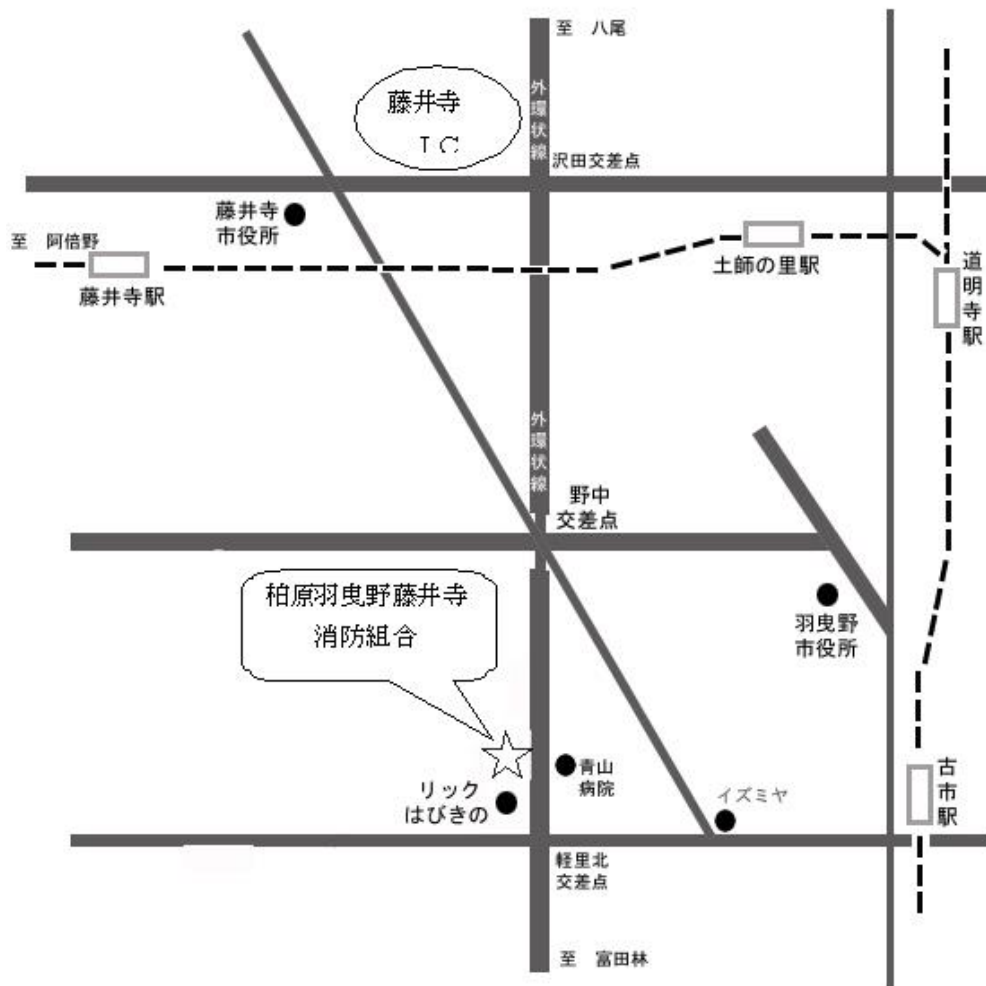 至 八尾
外環状線
藤井寺
IC
沢田交差点
藤井寺
市役所
至 阿倍野
藤井寺駅
土師の里駅
道明寺駅
外環状線
野中
交差点
柏原羽曳野藤井寺
消防組合
羽曳野
市役所
青山
病院
リック
はびきの
イズミヤ
古市駅
軽里北
交差点
至 富田林